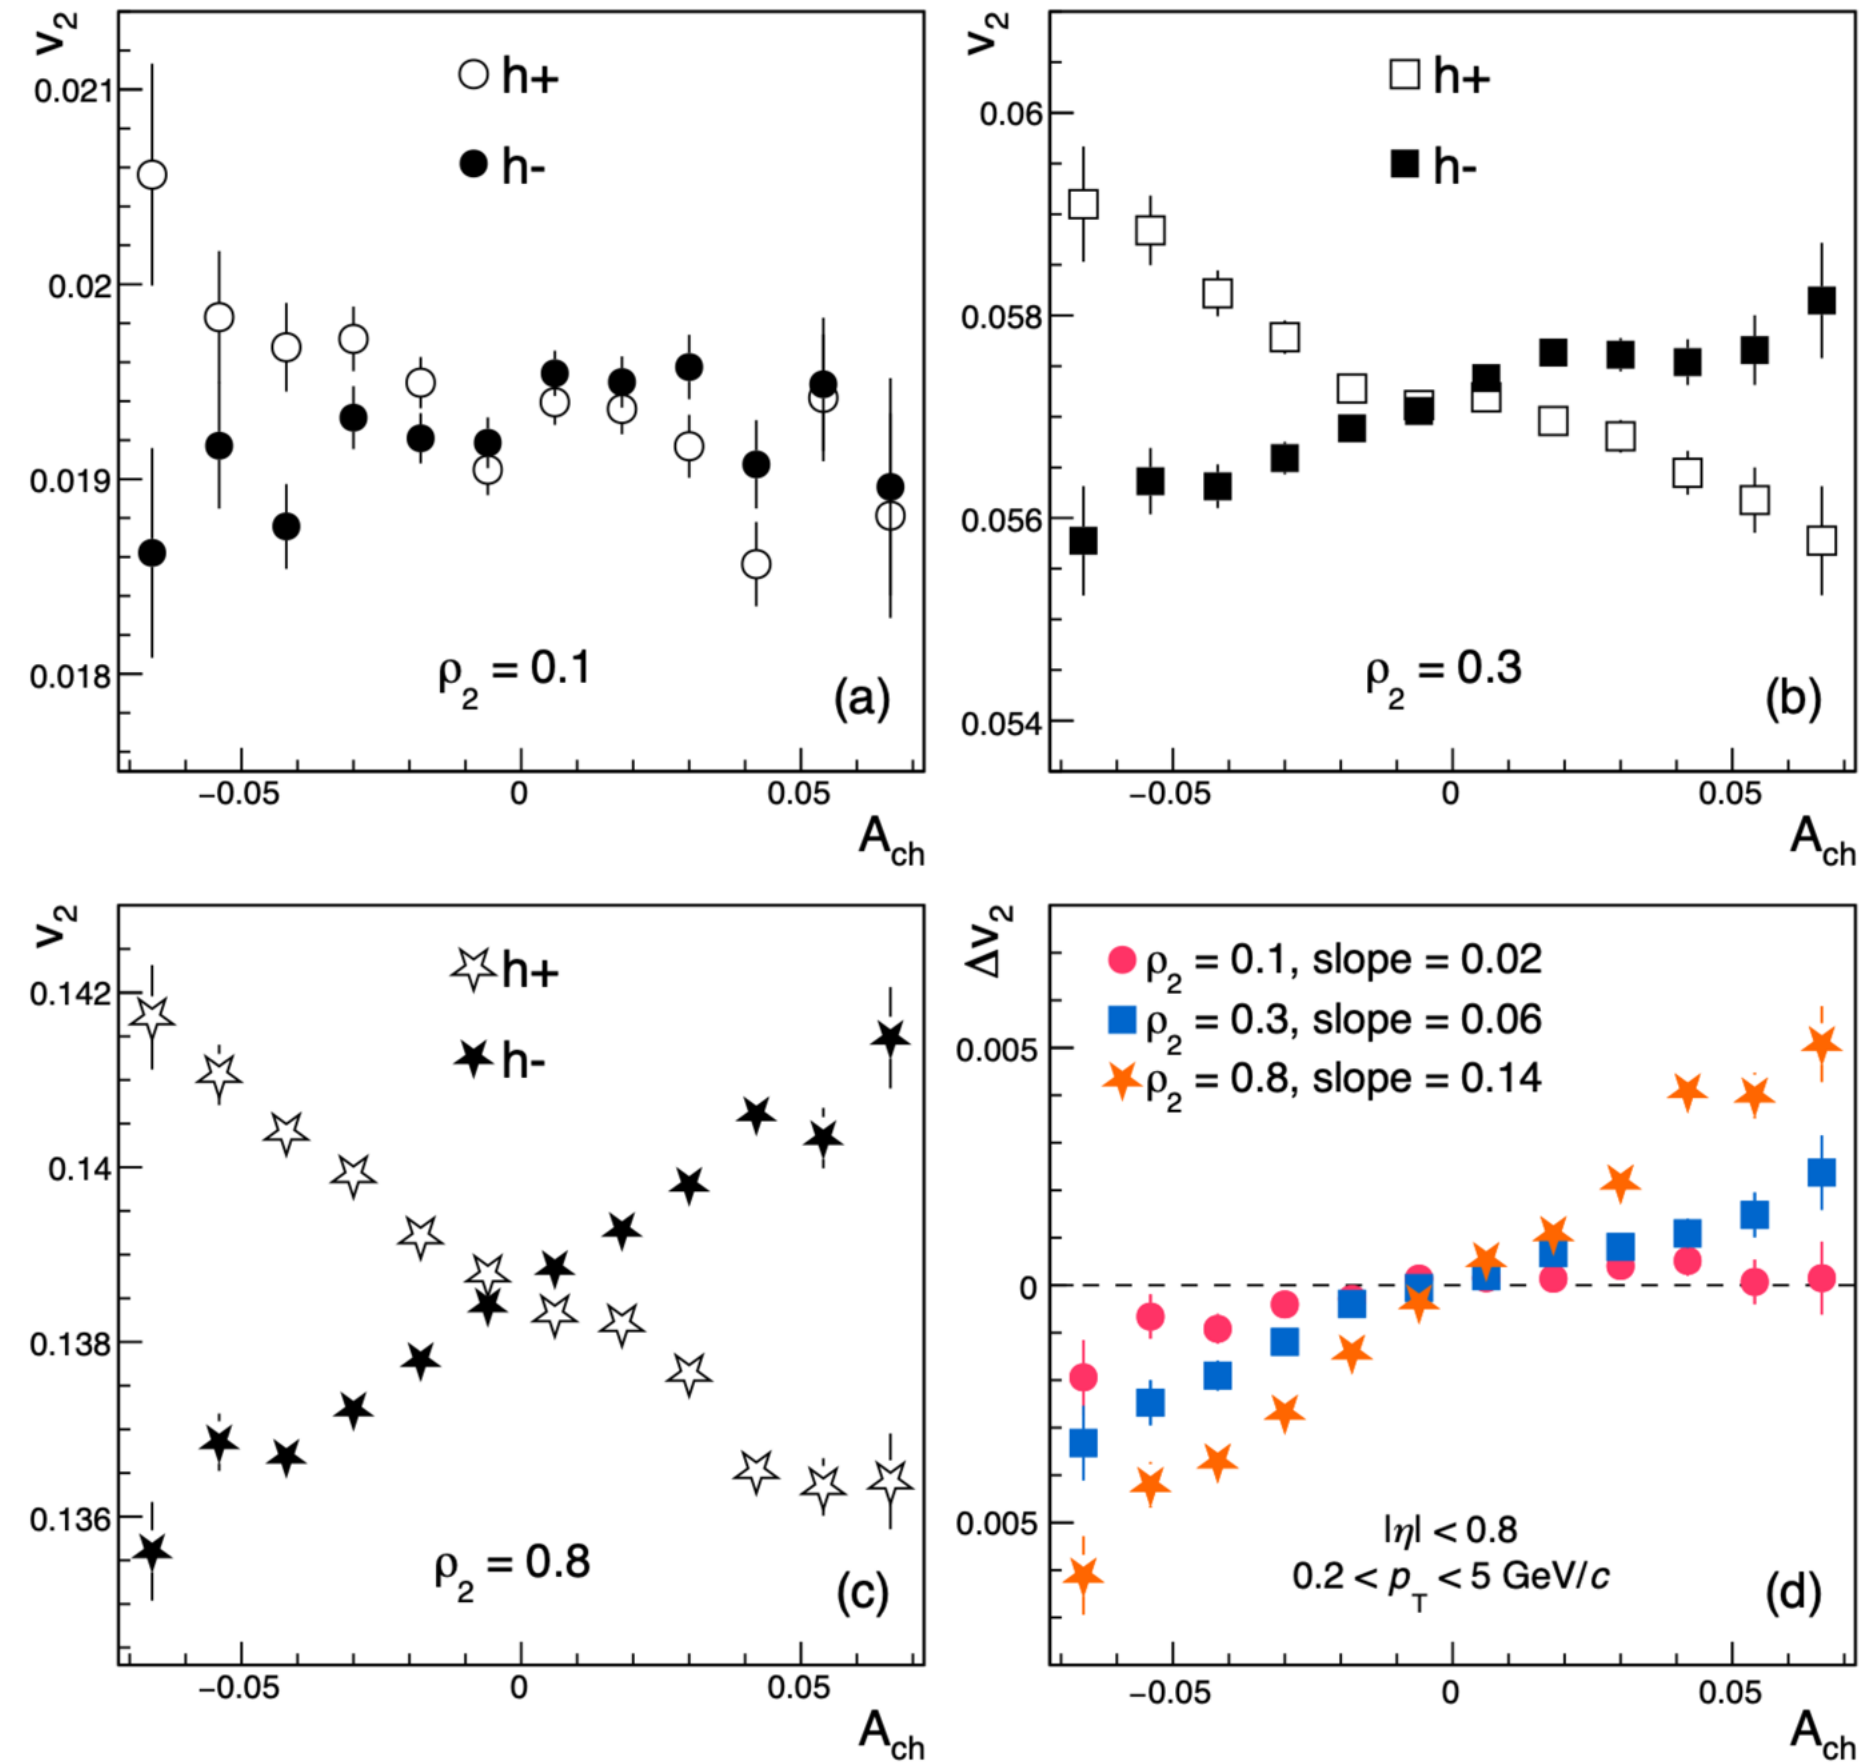 v2
0.021
0.02
0.019
0.018
h+
h-
ρ2 = 0.1
(a)
−0.05
0
0.05
Ach
v2
0.06
0.058
0.056
0.054
h+
h-
ρ2 = 0.3
(b)
−0.05
0
0.05
Ach
v2
0.142
0.14
0.138
0.136
h+
h-
ρ2 = 0.8
(c)
−0.05
0
0.05
Ach
Δv2
0.005
0
0.005
ρ2 = 0.1, slope = 0.02
ρ2 = 0.3, slope = 0.06
ρ2 = 0.8, slope = 0.14
|η| < 0.8
0.2 < pT < 5 GeV/c
(d)
−0.05
0
0.05
Ach